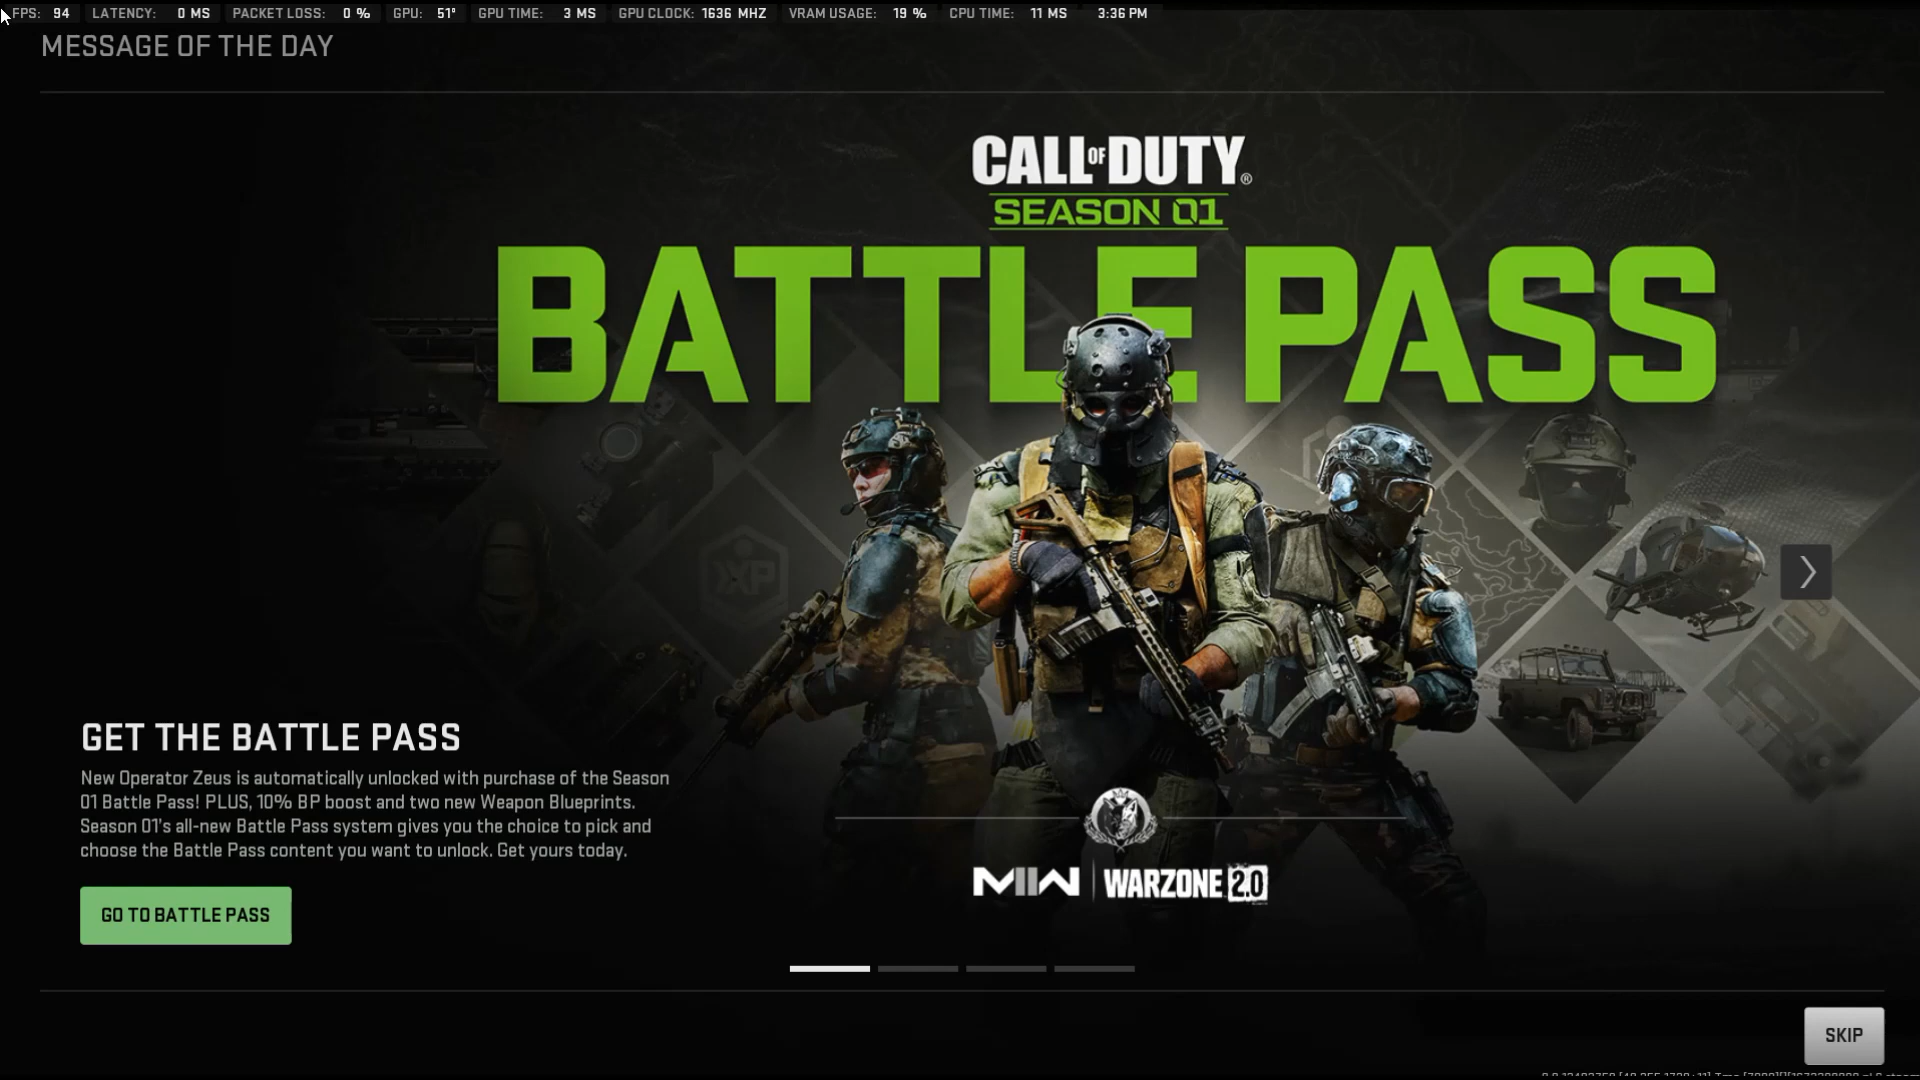 FPS: 94 LATENCY: 0 MS PACKET LOSS: 0 % GPU: 51° GPU TIME: 3 MS GPU CLOCK: 1636 MHZ VRAM USAGE: 19 % CPU TIME: 11 MS 3:36 PM
MESSAGE OF THE DAY
CALL OF DUTY®
SEASON 01
BATTLE PASS
XP
GET THE BATTLE PASS
New Operator Zeus is automatically unlocked with purchase of the Season
01 Battle Pass! PLUS, 10% BP boost and two new Weapon Blueprints.
Season 01's all-new Battle Pass system gives you the choice to pick and
choose the Battle Pass content you want to unlock. Get yours today.
GO TO BATTLE PASS
MWII | WARZONE 2.0
SKIP